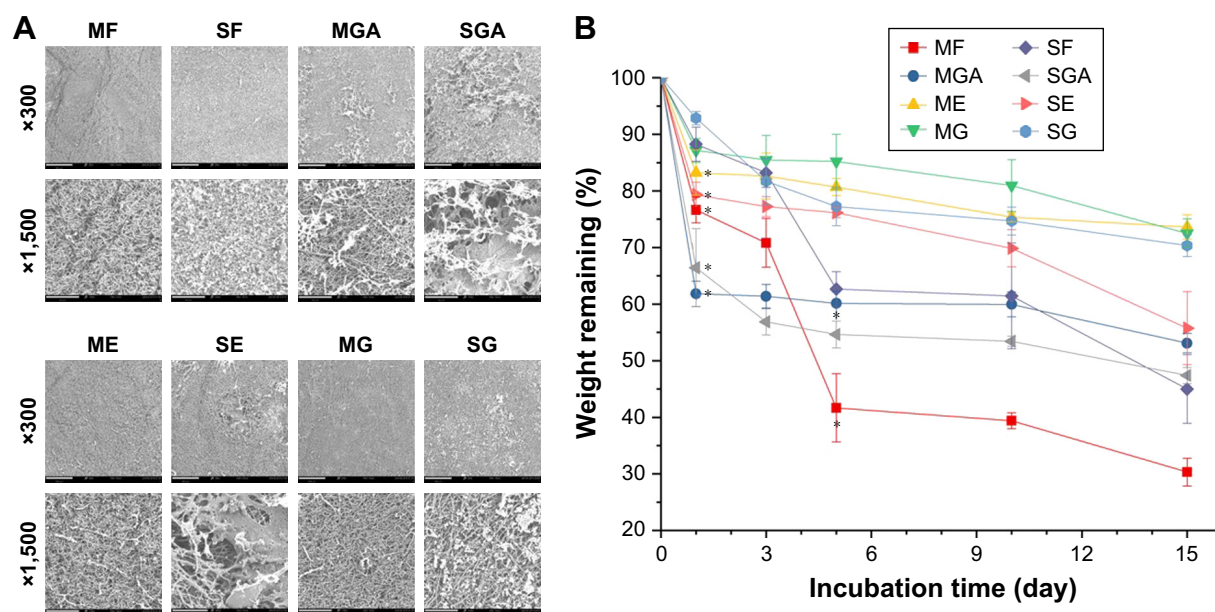 A
MF SF MGA SGA
×300
×1,500
ME SE MG SG
×300
×1,500
B
MF SF
MGA SGA
ME SE
MG SG
Weight remaining (%)
100
90
80
70
60
50
40
30
20
*
*
*
*
*
*
*
0 3 6 9 12 15
Incubation time (day)